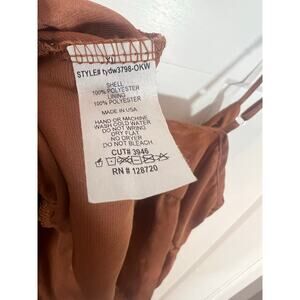 STYLE# tydw3798-OKW
SHELL
100% POLYESTER
LINING
100% POLYESTER
MADE IN USA
HAND OR MACHINE
WASH COLD WATER
DO NOT WRING
DRY FLAT
NO DRYER
DO NOT BLEACH
CUT# 3946
RN # 128720